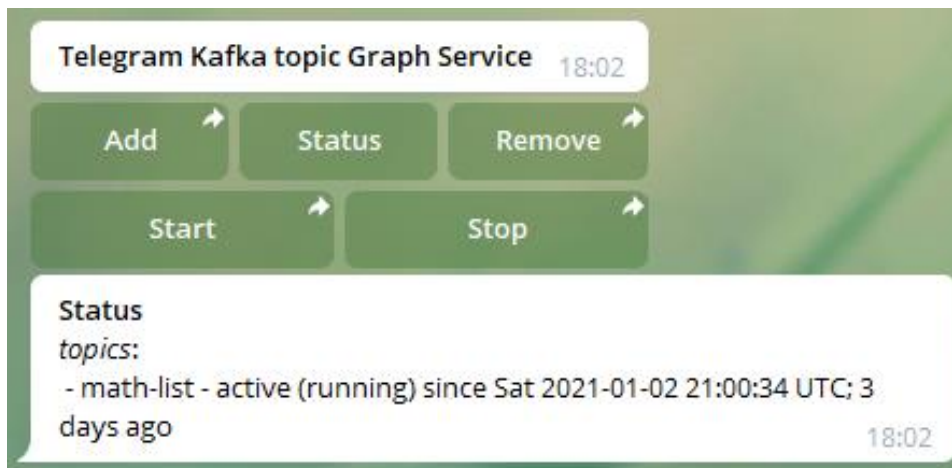 Telegram Kafka topic Graph Service 18:02
Add Status Remove
Start Stop
Status
topics:
- math-list - active (running) since Sat 2021-01-02 21:00:34 UTC; 3
days ago 18:02